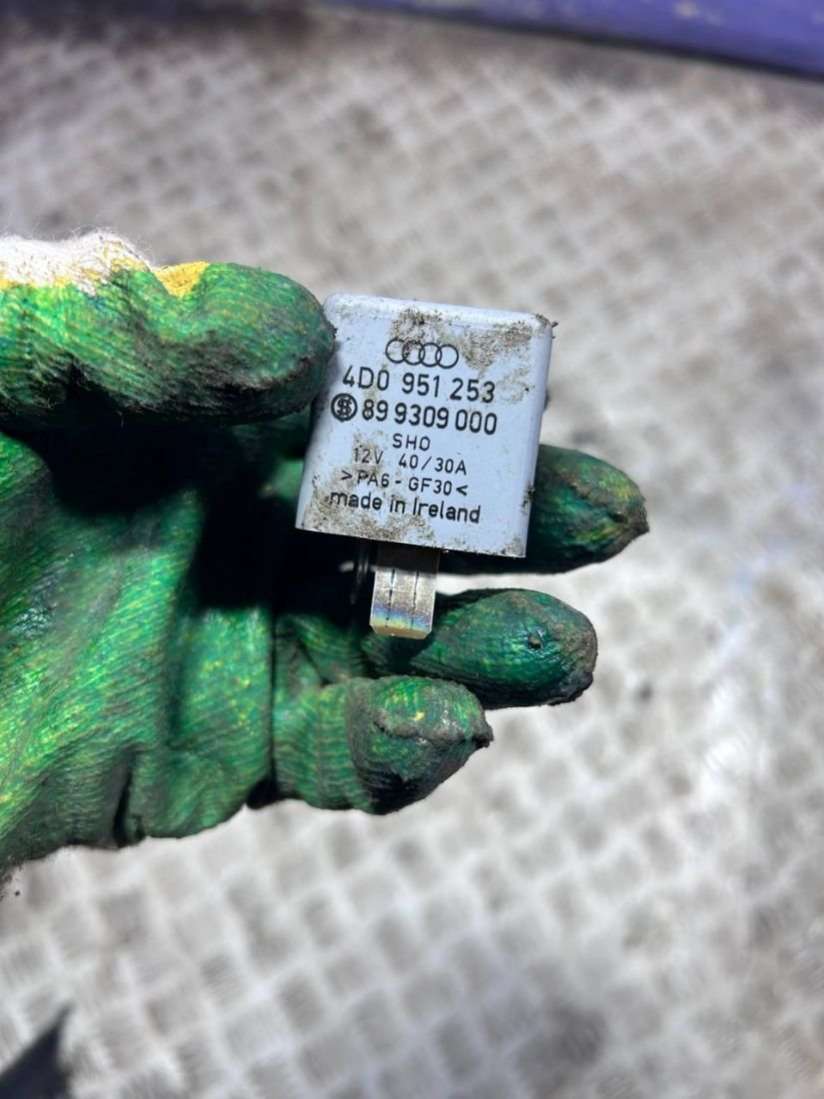 4D0 951 253
89 9309 000
SHO
12V 40/30A
>PA6-GF30<
made in Ireland